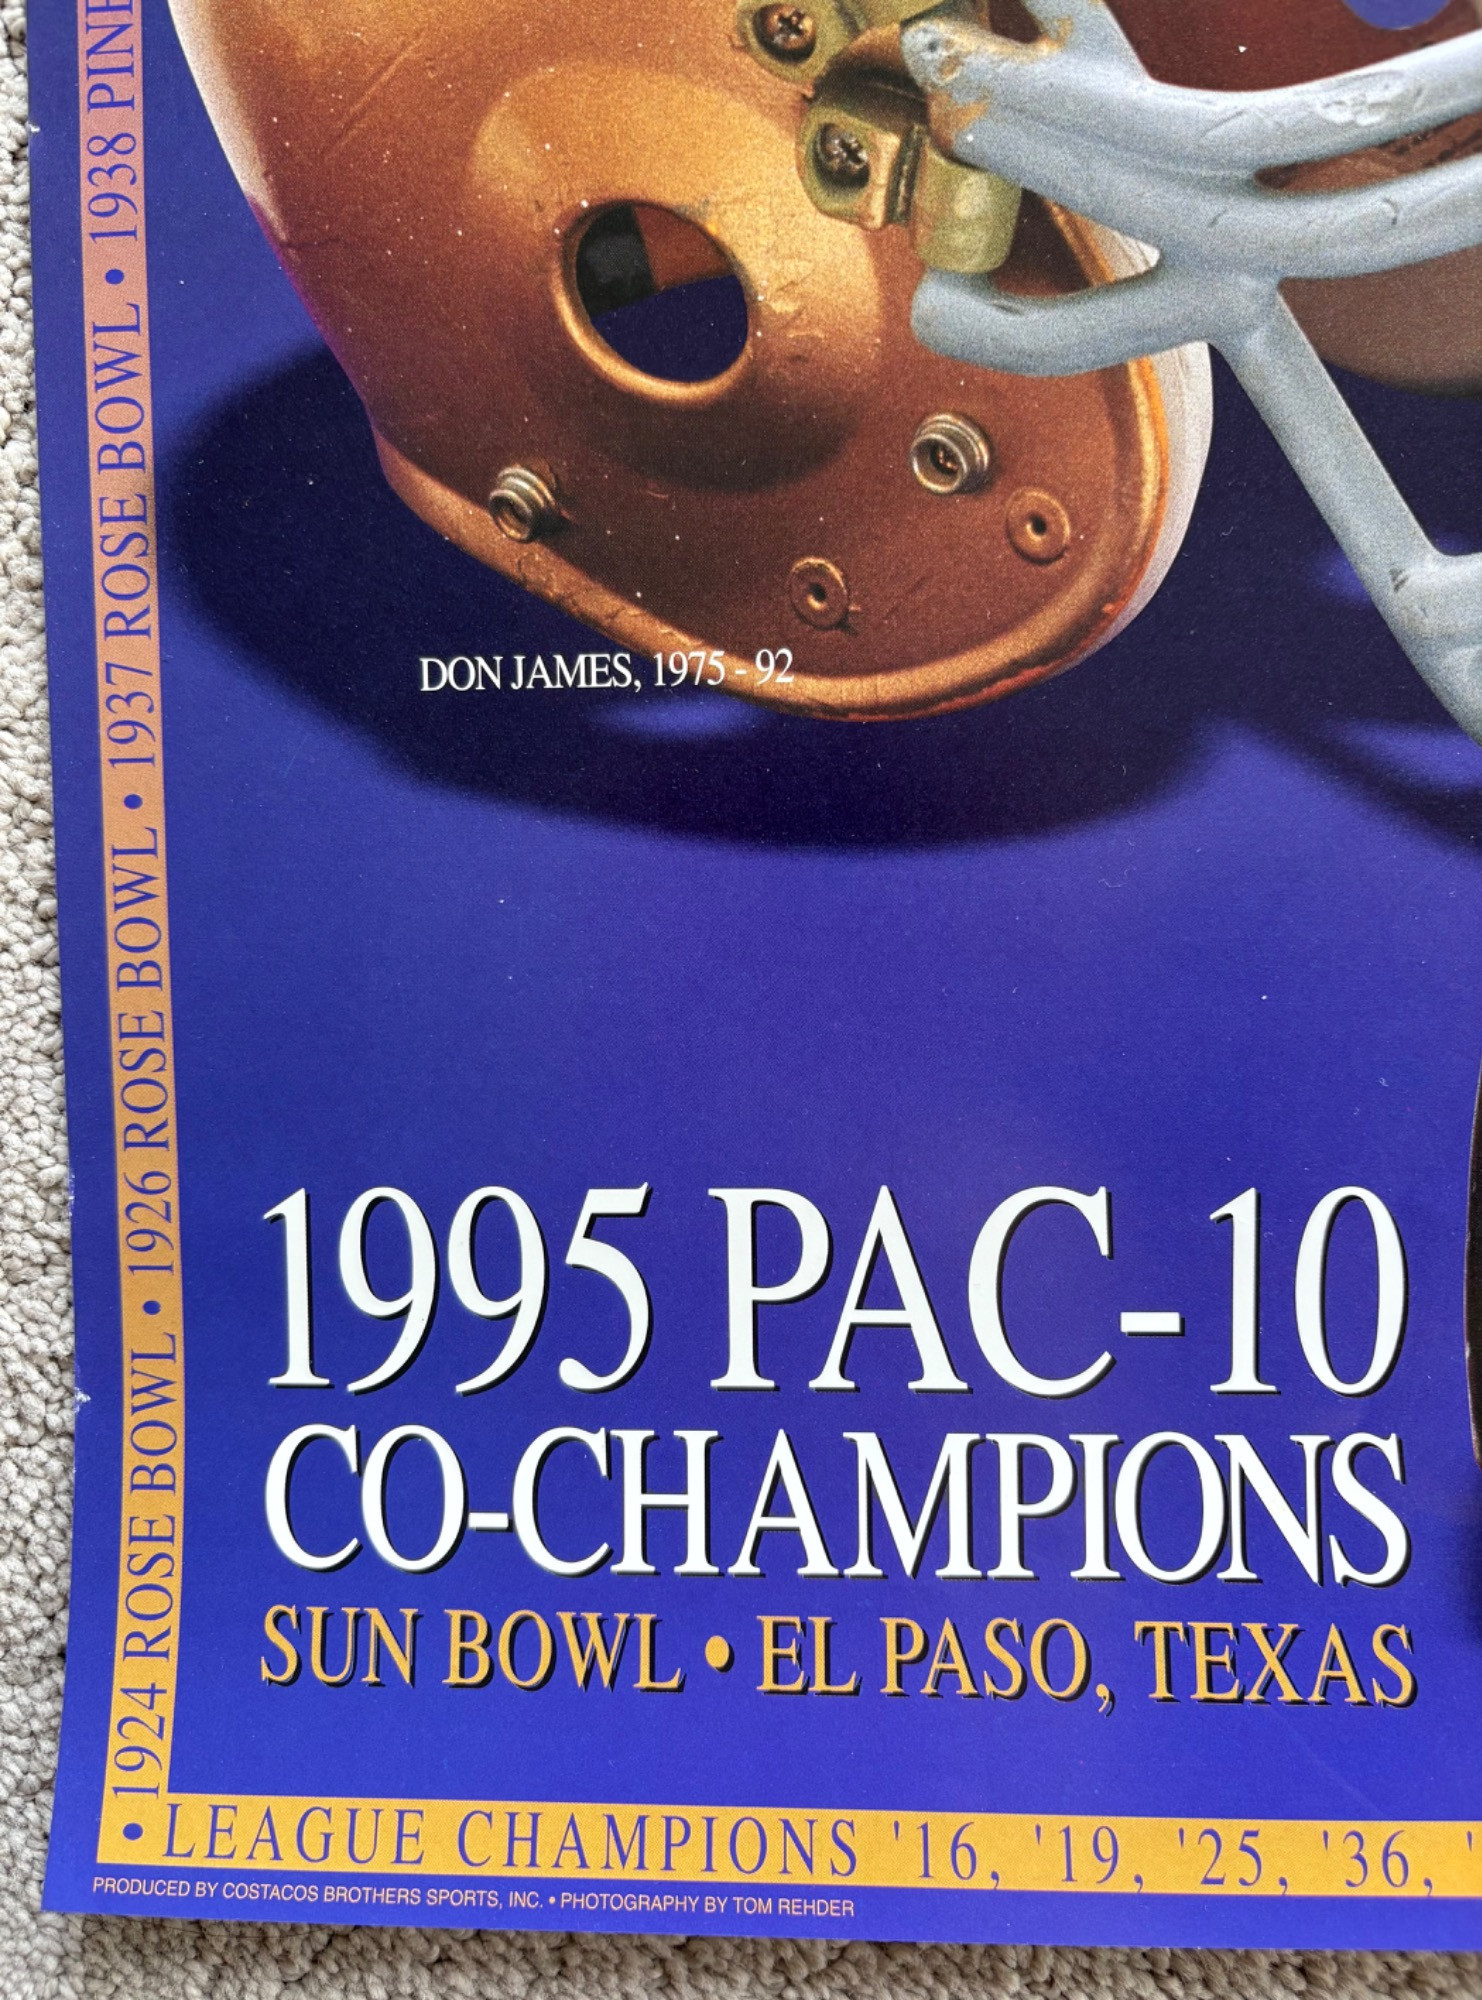 • 1924 ROSE BOWL • 1926 ROSE BOWL • 1937 ROSE BOWL • 1938
DON JAMES, 1975 - 92
1995 PAC-10
CO-CHAMPIONS
SUN BOWL • EL PASO, TEXAS
LEAGUE CHAMPIONS '16, '19, '25, '36, '
PRODUCED BY COSTACOS BROTHERS SPORTS, INC. • PHOTOGRAPHY BY TOM REHDER